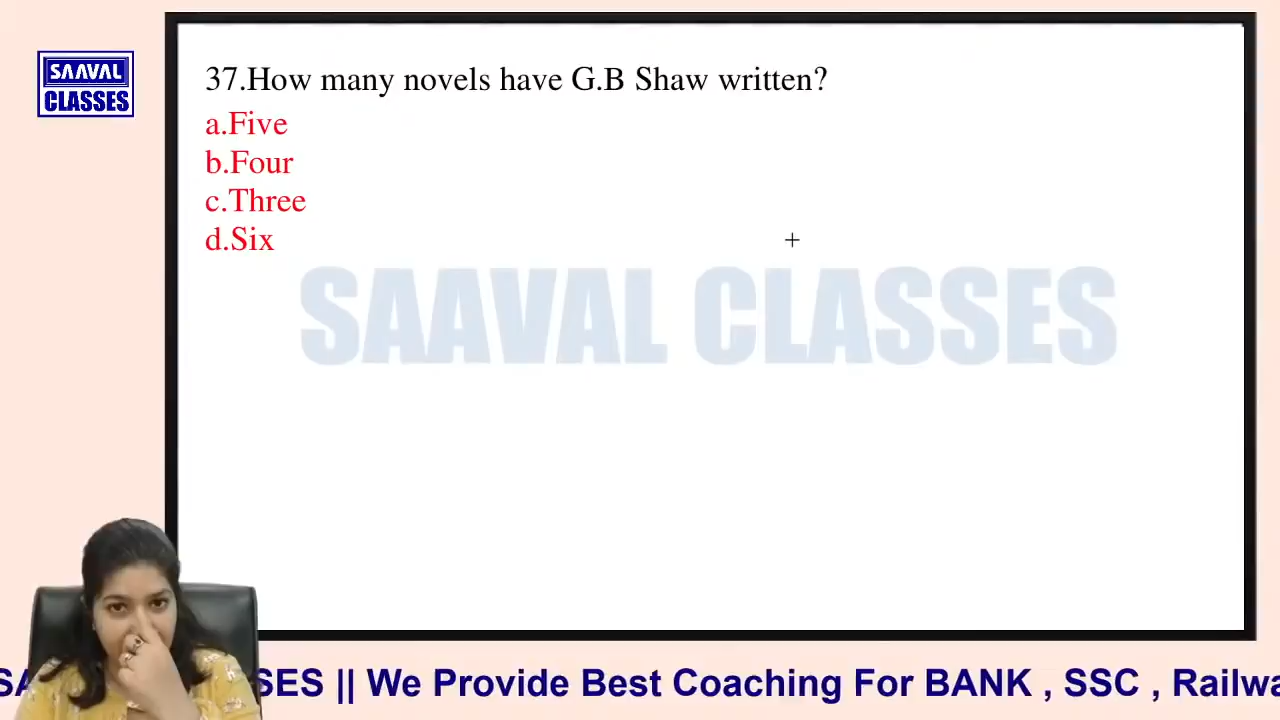 SAAVAL
CLASSES
37.How many novels have G.B Shaw written?
a.Five
b.Four
c.Three
d.Six
SAAVAL CLASSES
SES || We Provide Best Coaching For BANK , SSC ,